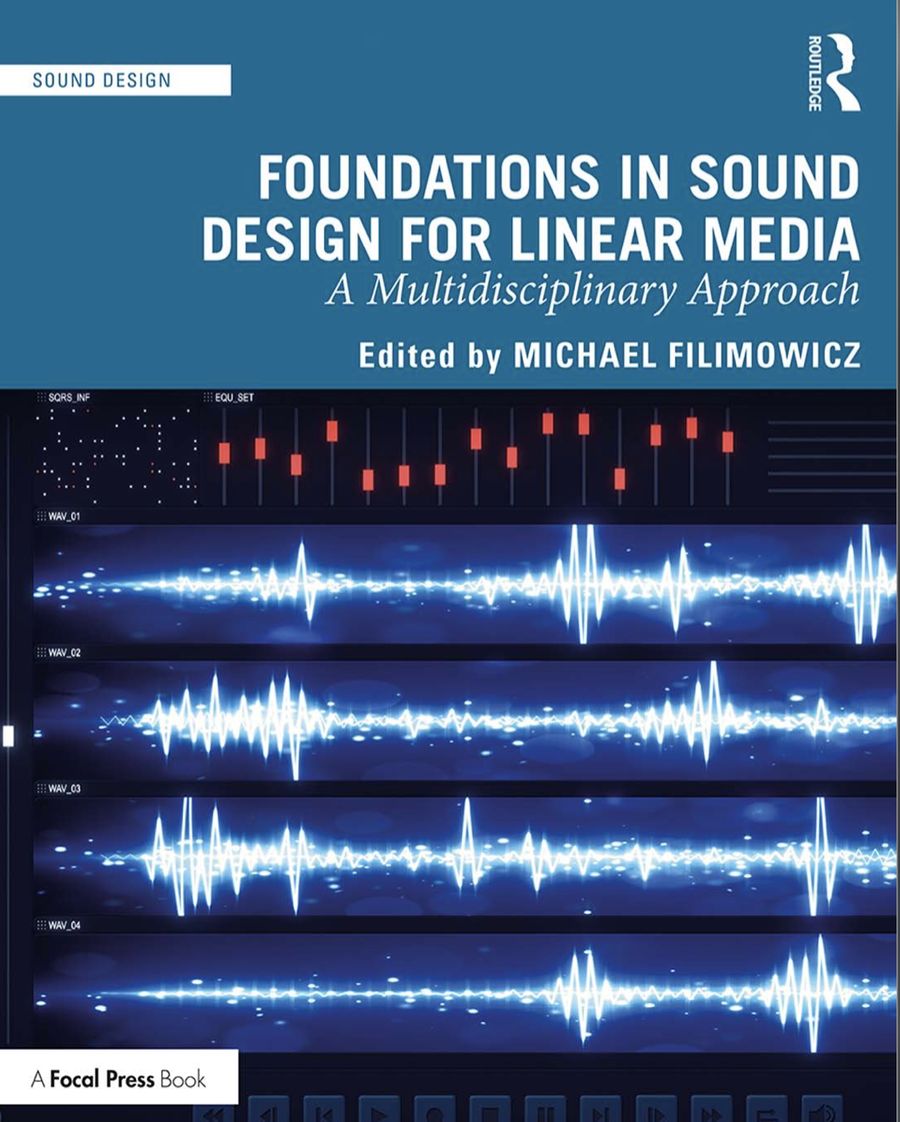 SOUND DESIGN
ROUTLEDGE
FOUNDATIONS IN SOUND
DESIGN FOR LINEAR MEDIA
A Multidisciplinary Approach
Edited by MICHAEL FILIMOWICZ
SQRS_INF
EQU_SET
WAV_01
WAV_02
WAV_03
WAV_04
A Focal Press Book